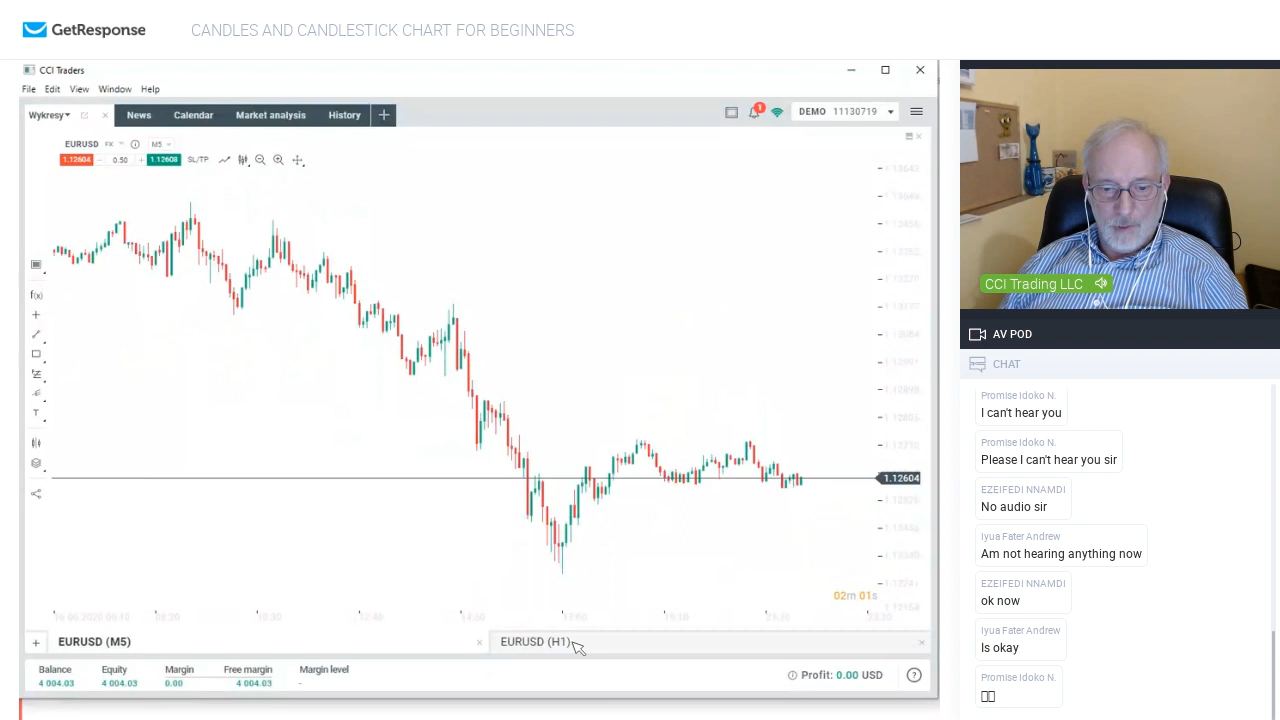 GetResponse
CANDLES AND CANDLESTICK CHART FOR BEGINNERS
CCI Traders
File Edit View Window Help
Wykresy
News
Calendar
Market analysis
History
1
DEMO 11130719
EURUSD FX
M5
1.12604
0.50
1.12608
SL/TP
f(x)
T
1.12604
02m 01s
EURUSD (M5)
EURUSD (H1)
Balance
4 004.03
Equity
4 004.03
Margin
0.00
Free margin
4 004.03
Margin level
-
Profit: 0.00 USD
CCI Trading LLC
AV POD
CHAT
Promise Idoko N.
I can't hear you
Promise Idoko N.
Please I can't hear you sir
EZEIFEDI NNAMDI
No audio sir
Iyua Fater Andrew
Am not hearing anything now
EZEIFEDI NNAMDI
ok now
Iyua Fater Andrew
Is okay
Promise Idoko N.